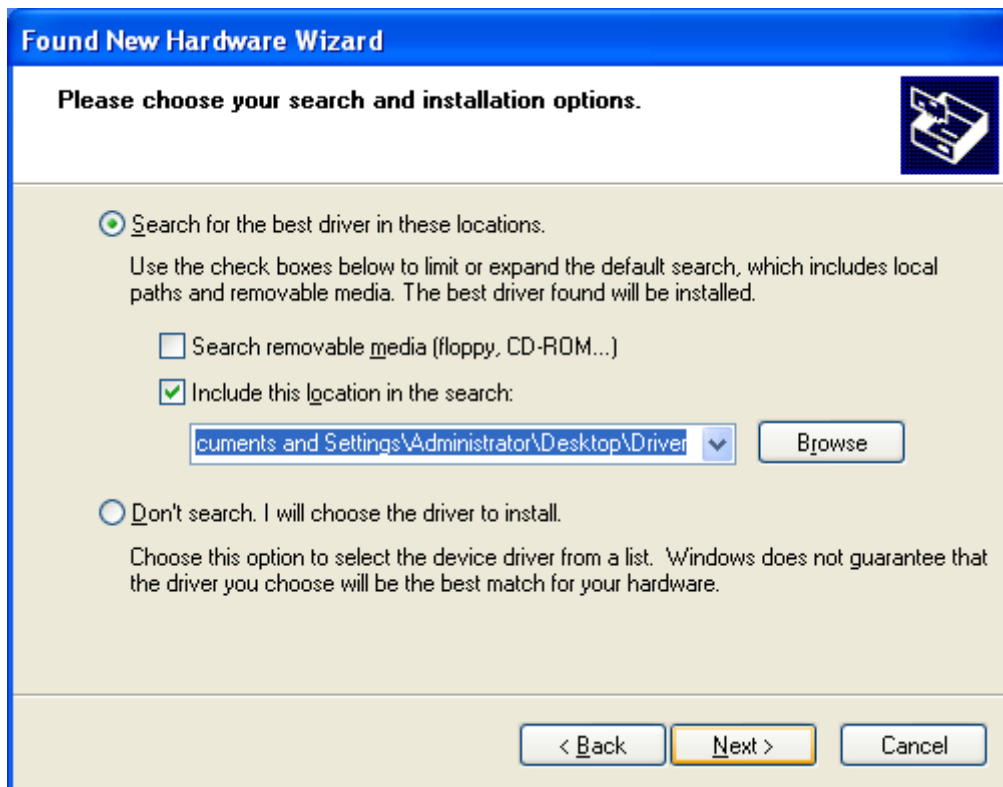 Found New Hardware Wizard
Please choose your search and installation options.
Search for the best driver in these locations.
Use the check boxes below to limit or expand the default search, which includes local
paths and removable media. The best driver found will be installed.
Search removable media (floppy, CD-ROM...)
Include this location in the search:
cuments and Settings\Administrator\Desktop\Driver
Browse
Don't search. I will choose the driver to install.
Choose this option to select the device driver from a list.  Windows does not guarantee that
the driver you choose will be the best match for your hardware.
< Back
Next >
Cancel